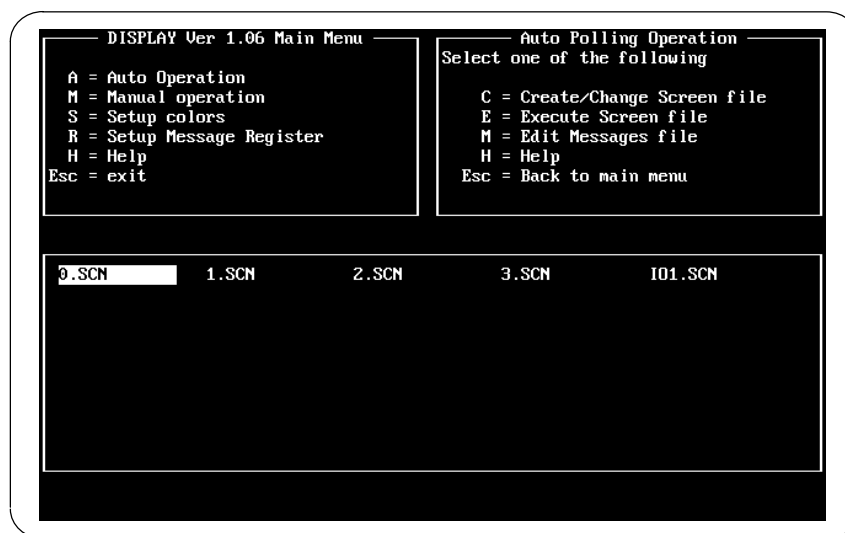 DISPLAY Ver 1.06 Main Menu
A = Auto Operation
M = Manual operation
S = Setup colors
R = Setup Message Register
H = Help
Esc = exit
Auto Polling Operation
Select one of the following
C = Create/Change Screen file
E = Execute Screen file
M = Edit Messages file
H = Help
Esc = Back to main menu
0.SCN 1.SCN 2.SCN 3.SCN IO1.SCN